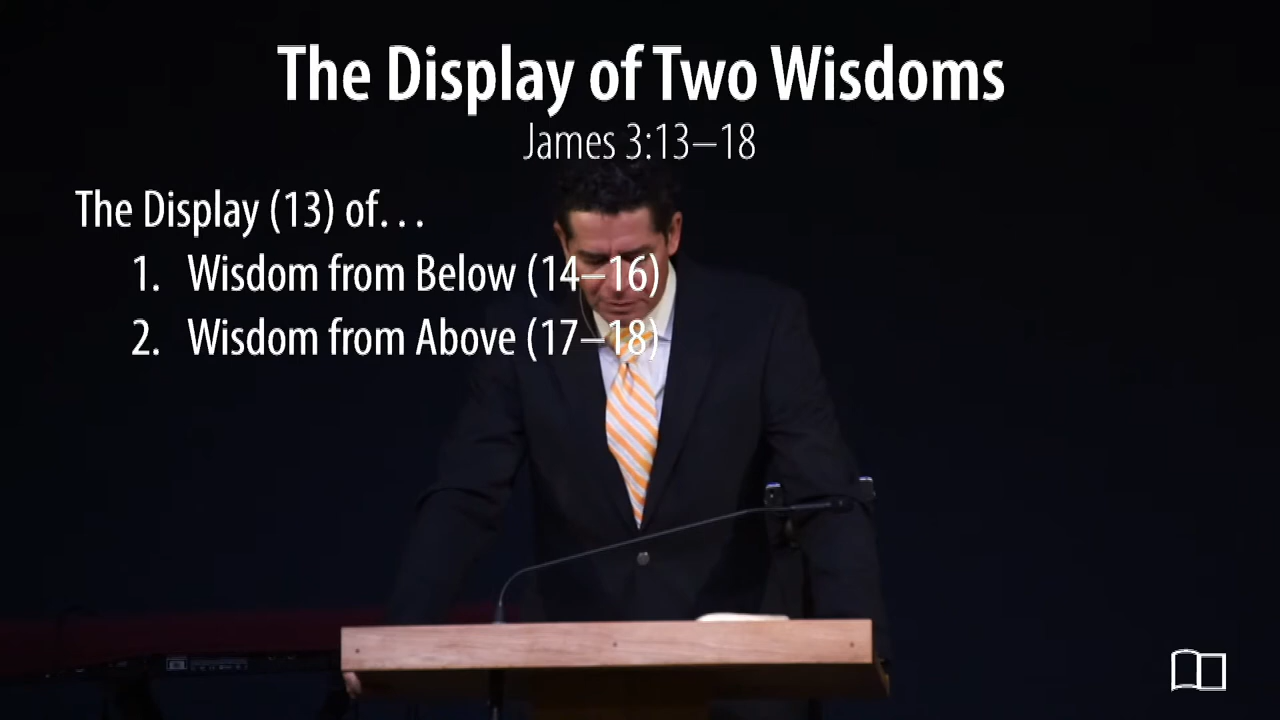 The Display of Two Wisdoms
James 3:13–18
The Display (13) of…
1. Wisdom from Below (14–16)
2. Wisdom from Above (17–18)